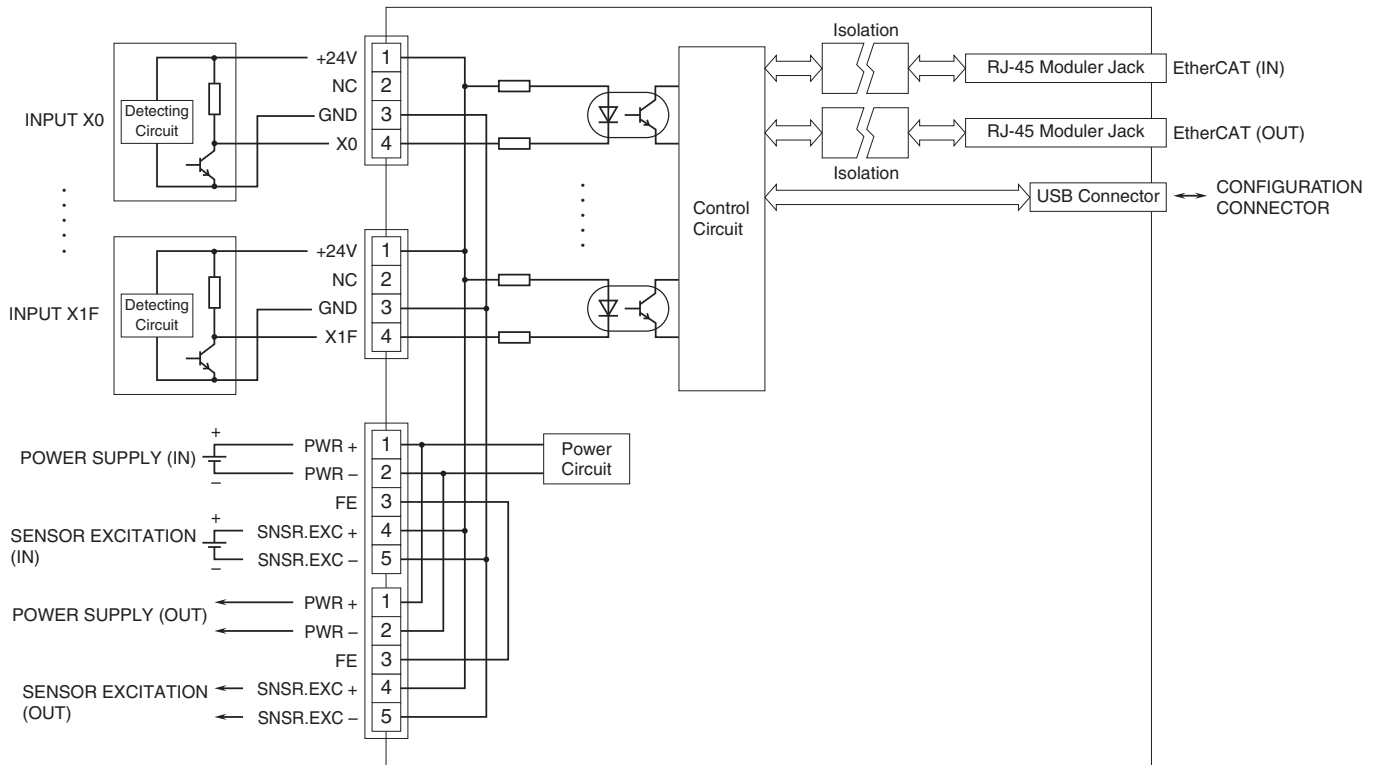 INPUT X0
Detecting
Circuit
+24V
NC
GND
X0
1
2
3
4
INPUT X1F
Detecting
Circuit
+24V
NC
GND
X1F
1
2
3
4
Control
Circuit
Isolation
RJ-45 Moduler Jack
EtherCAT (IN)
RJ-45 Moduler Jack
EtherCAT (OUT)
Isolation
USB Connector
CONFIGURATION
CONNECTOR
POWER SUPPLY (IN)
+
–
PWR +
PWR –
FE
1
2
3
Power
Circuit
SENSOR EXCITATION
(IN)
+
–
SNSR.EXC +
SNSR.EXC –
4
5
POWER SUPPLY (OUT)
PWR +
PWR –
FE
1
2
3
SENSOR EXCITATION
(OUT)
SNSR.EXC +
SNSR.EXC –
4
5